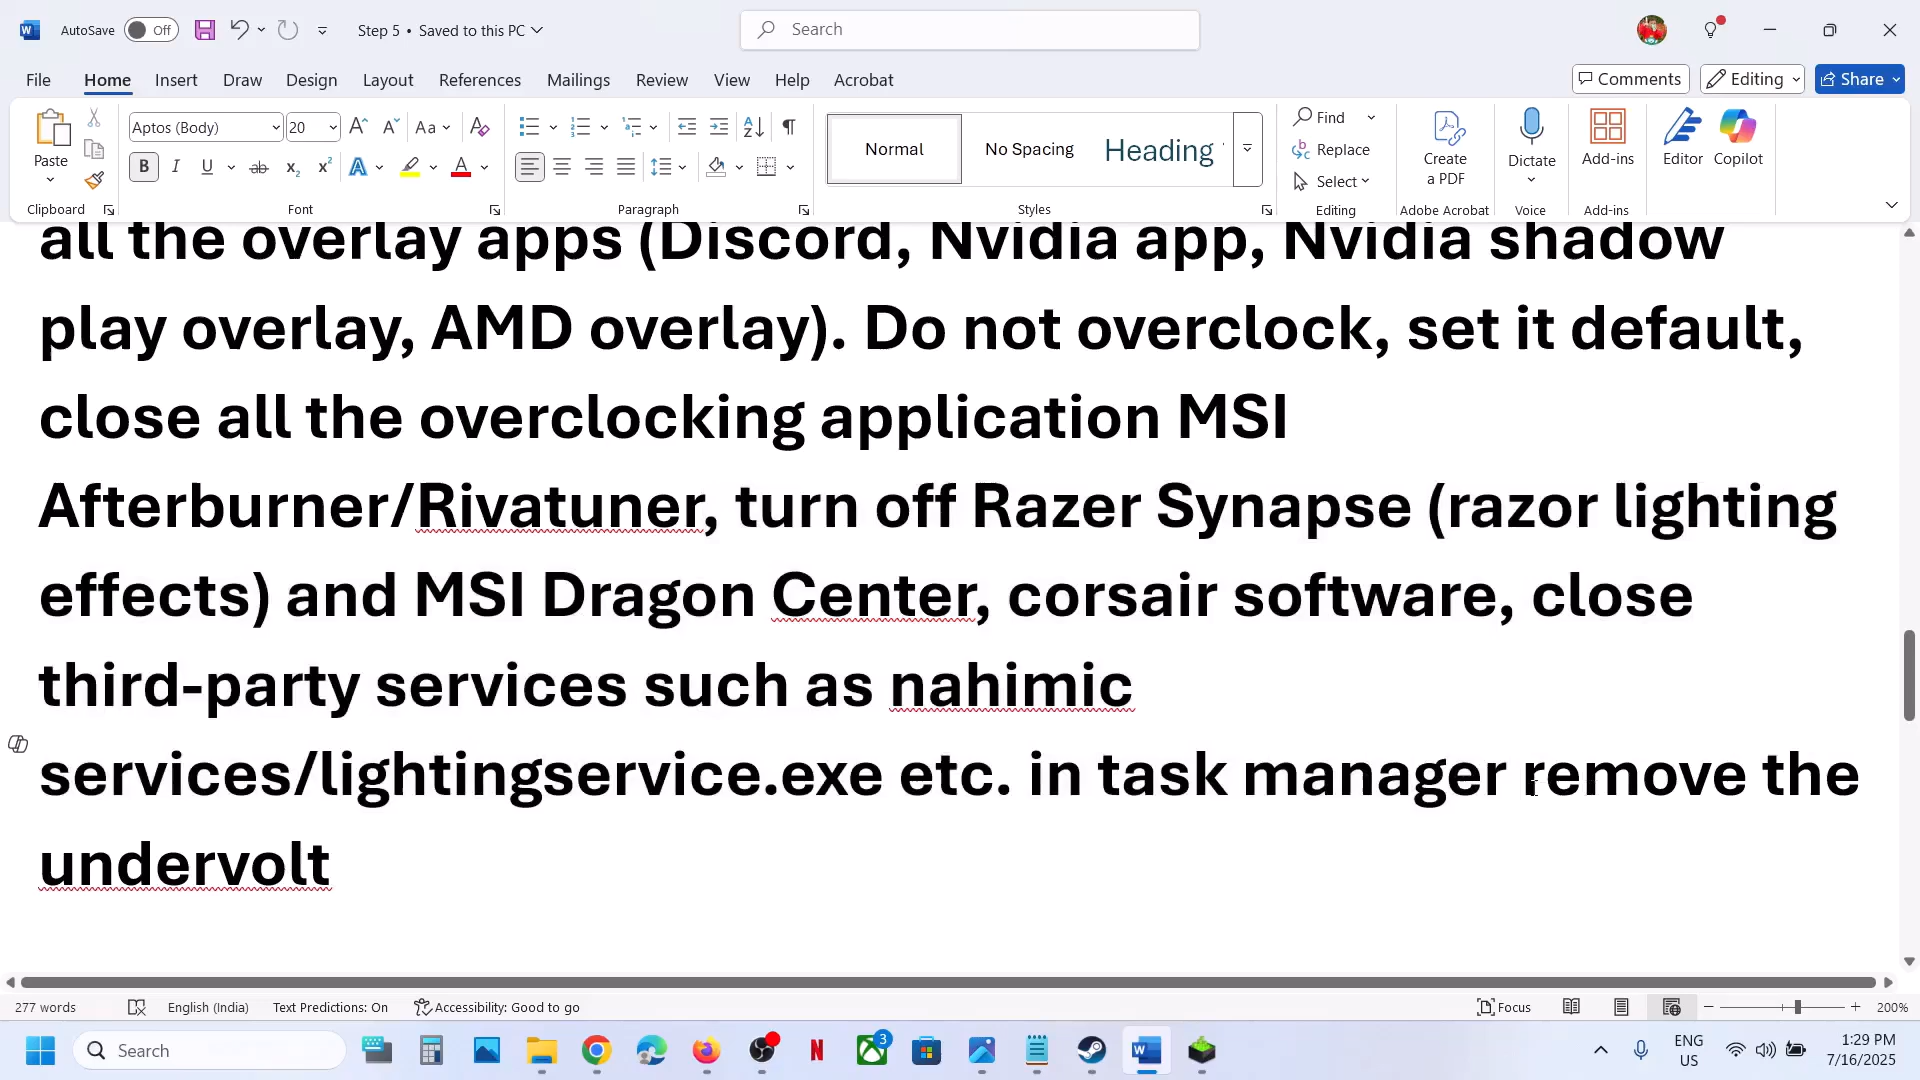 AutoSave
Off
Step 5 • Saved to this PC
Search
File
Home
Insert
Draw
Design
Layout
References
Mailings
Review
View
Help
Acrobat
Comments
Editing
Share
Paste
Aptos (Body)
20
Normal
No Spacing
Heading
Find
Replace
Select
Create a PDF
Dictate
Add-ins
Editor
Copilot
Clipboard
Font
Paragraph
Styles
Editing
Adobe Acrobat
Voice
Add-ins
all the overlay apps (Discord, Nvidia app, Nvidia shadow
play overlay, AMD overlay). Do not overclock, set it default,
close all the overclocking application MSI
Afterburner/Rivatuner, turn off Razer Synapse (razor lighting
effects) and MSI Dragon Center, corsair software, close
third-party services such as nahimic
services/lightingservice.exe etc. in task manager remove the
undervolt
277 words
English (India)
Text Predictions: On
Accessibility: Good to go
Focus
200%
Search
3
ENG
US
1:29 PM
7/16/2025